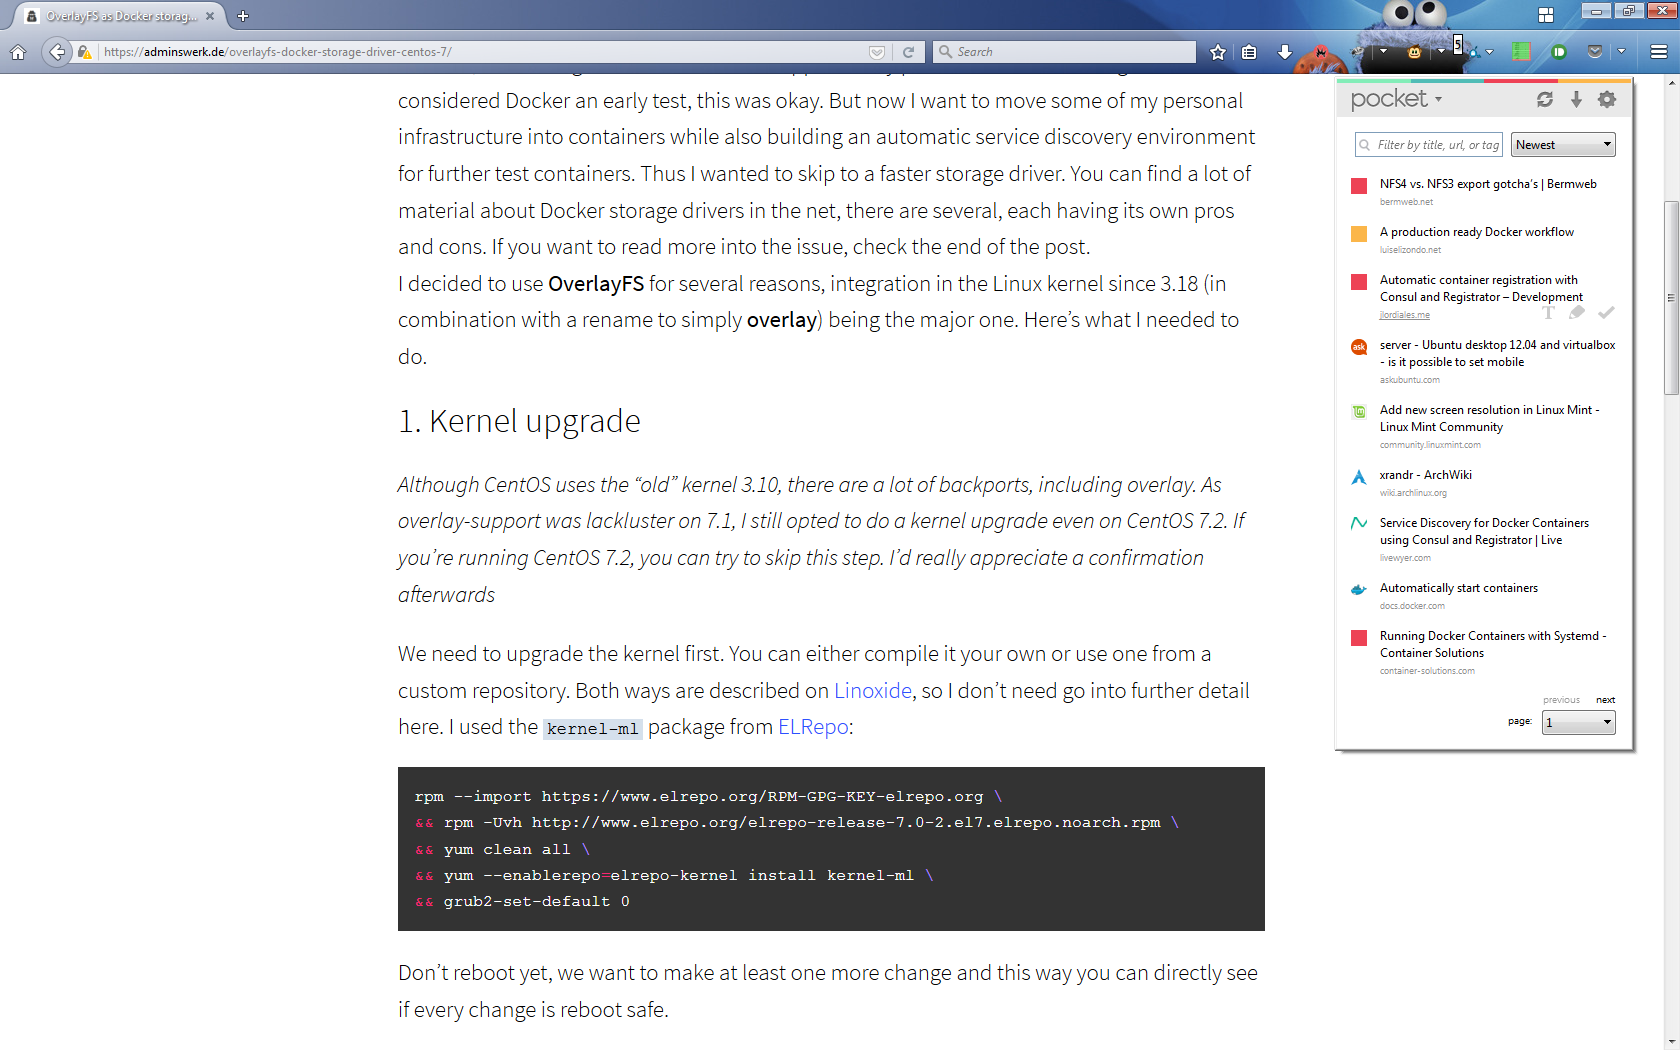 OverlayFS as Docker storag...
https://adminswerk.de/overlayfs-docker-storage-driver-centos-7/
Search
5
considered Docker an early test, this was okay. But now I want to move some of my personal
infrastructure into containers while also building an automatic service discovery environment
for further test containers. Thus I wanted to skip to a faster storage driver. You can find a lot of
material about Docker storage drivers in the net, there are several, each having its own pros
and cons. If you want to read more into the issue, check the end of the post.
I decided to use OverlayFS for several reasons, integration in the Linux kernel since 3.18 (in
combination with a rename to simply overlay) being the major one. Here’s what I needed to
do.
1. Kernel upgrade
Although CentOS uses the “old” kernel 3.10, there are a lot of backports, including overlay. As
overlay-support was lackluster on 7.1, I still opted to do a kernel upgrade even on CentOS 7.2. If
you’re running CentOS 7.2, you can try to skip this step. I’d really appreciate a confirmation
afterwards
We need to upgrade the kernel first. You can either compile it your own or use one from a
custom repository. Both ways are described on Linoxide, so I don’t need go into further detail
here. I used the kernel-ml package from ELRepo:
rpm --import https://www.elrepo.org/RPM-GPG-KEY-elrepo.org \
&& rpm -Uvh http://www.elrepo.org/elrepo-release-7.0-2.el7.elrepo.noarch.rpm \
&& yum clean all \
&& yum --enablerepo=elrepo-kernel install kernel-ml \
&& grub2-set-default 0
Don’t reboot yet, we want to make at least one more change and this way you can directly see
if every change is reboot safe.
pocket
Filter by title, url, or tag
Newest
NFS4 vs. NFS3 export gotcha’s | Bermweb
bermweb.net
A production ready Docker workflow
luiselizondo.net
Automatic container registration with
Consul and Registrator – Development
jlordiales.me
T
ask
server - Ubuntu desktop 12.04 and virtualbox
- is it possible to set mobile
askubuntu.com
Add new screen resolution in Linux Mint -
Linux Mint Community
community.linuxmint.com
xrandr - ArchWiki
wiki.archlinux.org
Service Discovery for Docker Containers
using Consul and Registrator | Live
livewyer.com
Automatically start containers
docs.docker.com
Running Docker Containers with Systemd -
Container Solutions
container-solutions.com
previous next
page: 1